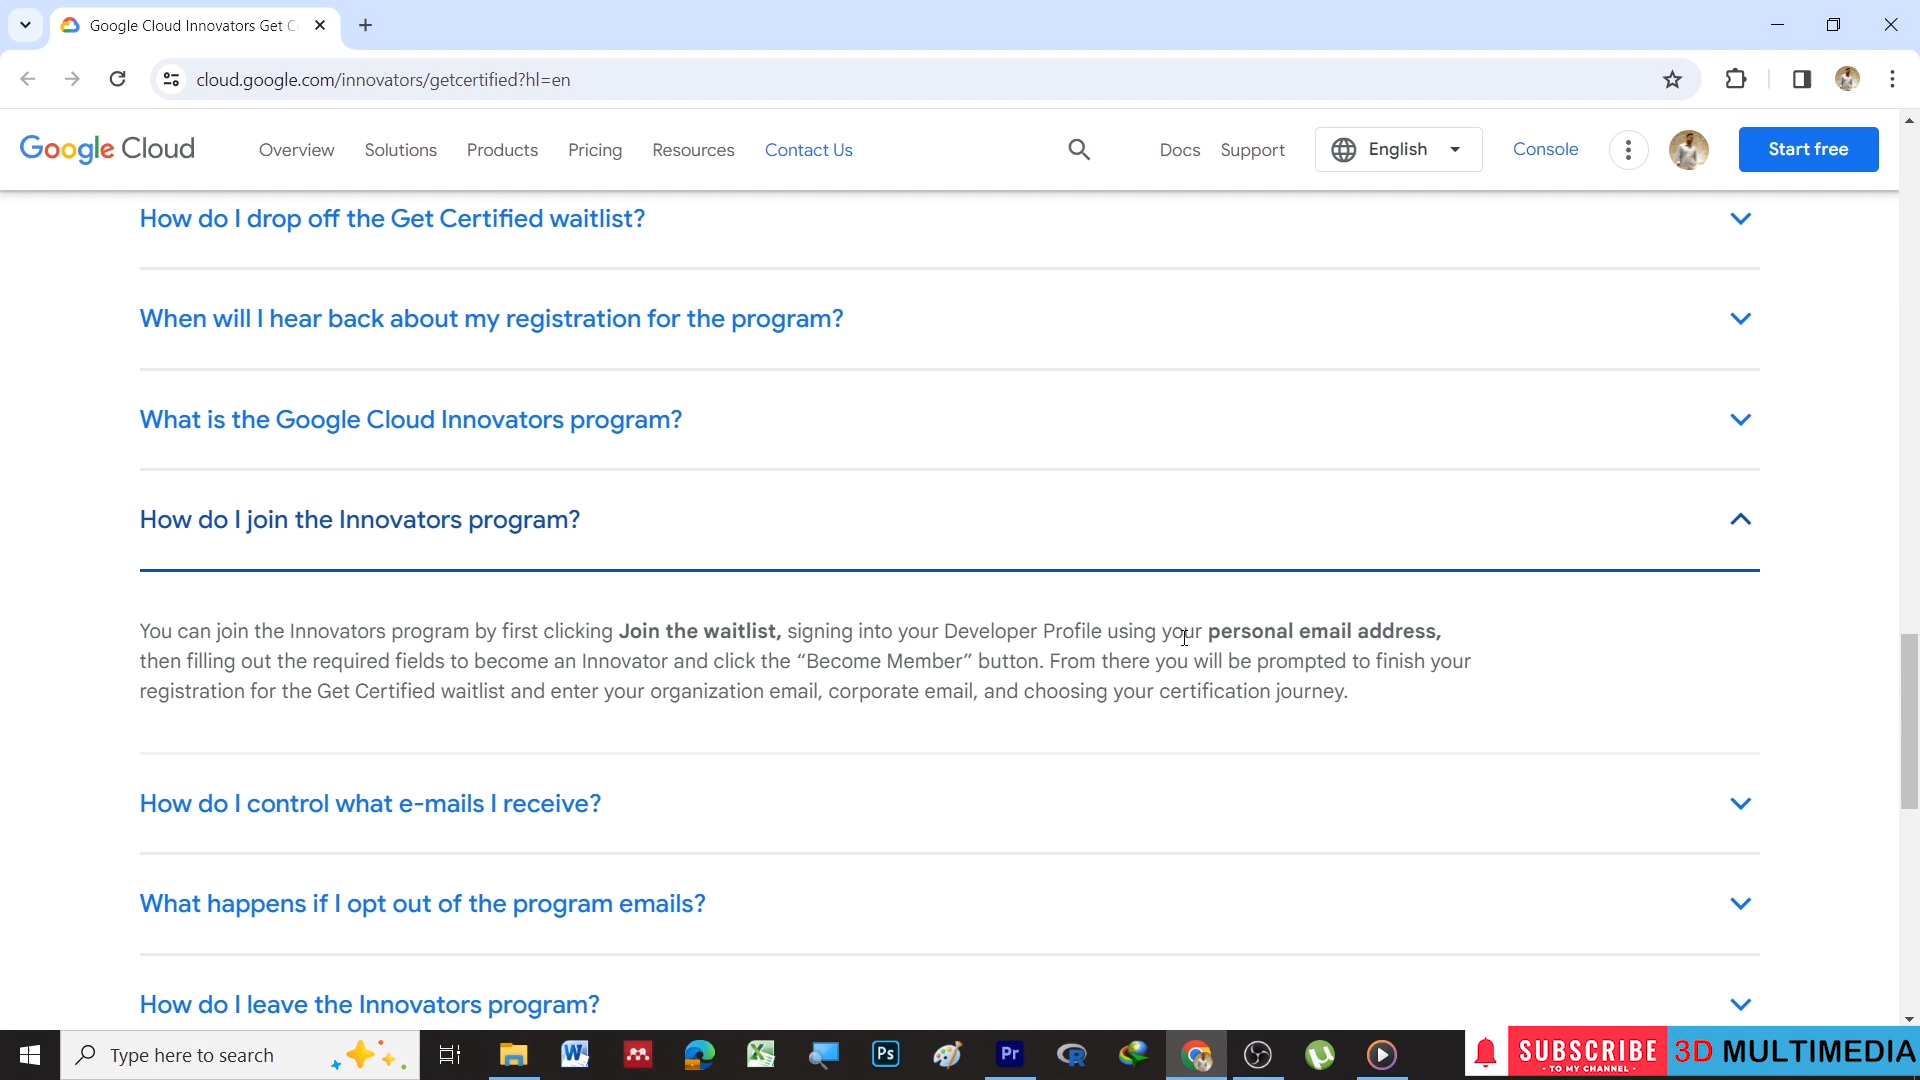 Google Cloud Innovators Get C
cloud.google.com/innovators/getcertified?hl=en
Google Cloud Overview Solutions Products Pricing Resources Contact Us Docs Support English Console Start free
How do I drop off the Get Certified waitlist?
When will I hear back about my registration for the program?
What is the Google Cloud Innovators program?
How do I join the Innovators program?
You can join the Innovators program by first clicking Join the waitlist, signing into your Developer Profile using your personal email address,
then filling out the required fields to become an Innovator and click the “Become Member” button. From there you will be prompted to finish your
registration for the Get Certified waitlist and enter your organization email, corporate email, and choosing your certification journey.
How do I control what e-mails I receive?
What happens if I opt out of the program emails?
How do I leave the Innovators program?
Type here to search
Ps
Pr
SUBSCRIBE
- TO MY CHANNEL -
3D MULTIMEDIA